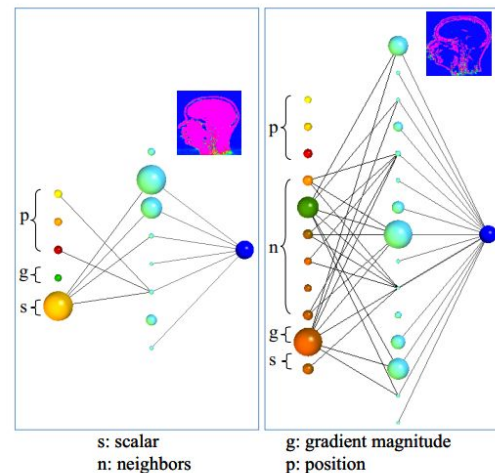 p
g
s
p
n
g
s
s: scalar
g: gradient magnitude
n: neighbors
p: position